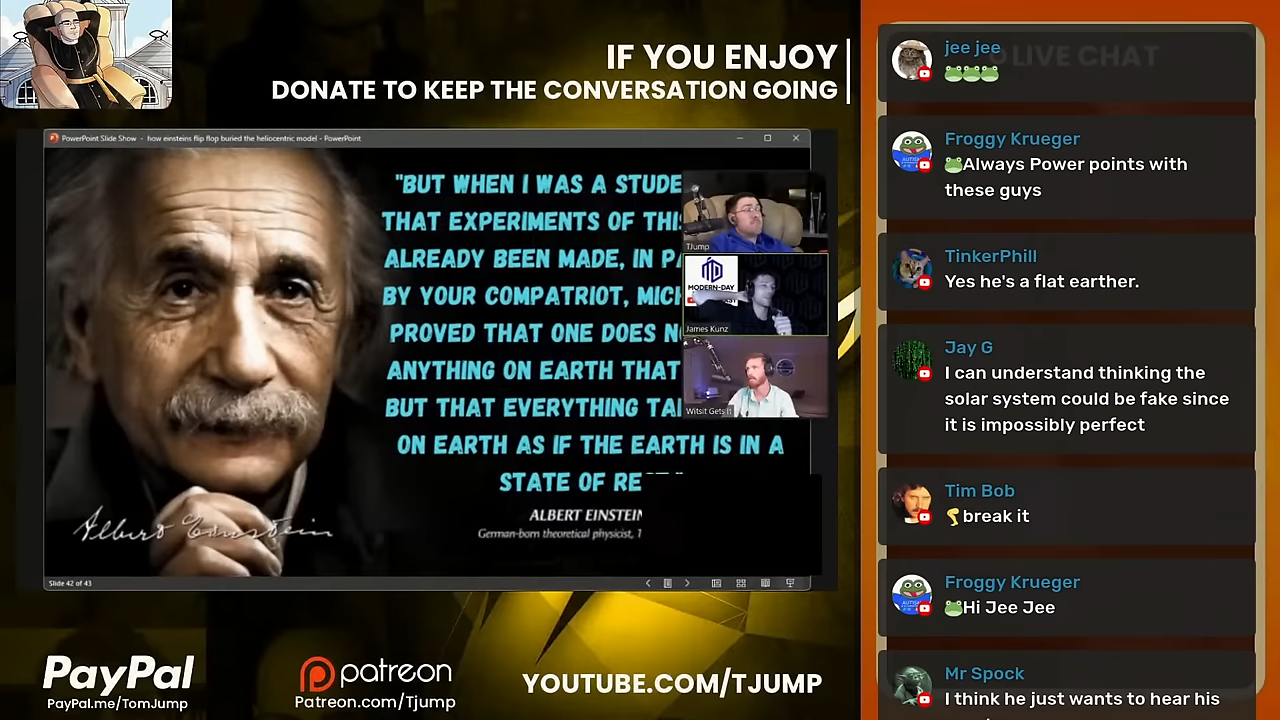 IF YOU ENJOY
DONATE TO KEEP THE CONVERSATION GOING
PowerPoint Slide Show - how einsteins flip flop buried the heliocentric model - PowerPoint
"BUT WHEN I WAS A STUDE
THAT EXPERIMENTS OF THIS
ALREADY BEEN MADE, IN PA
BY YOUR COMPATRIOT, MICH
PROVED THAT ONE DOES NO
ANYTHING ON EARTH THAT
BUT THAT EVERYTHING TA
ON EARTH AS IF THE EARTH IS IN A
STATE OF RE
ALBERT EINSTEIN
German-born theoretical physicist, 1
Albert Einstein
Slide 42 of 43
TJump
MODERN-DAY
James Kunz
Witsit Gets It
PayPal
PayPal.me/TomJump
patreon
Patreon.com/Tjump
YOUTUBE.COM/TJUMP
LIVE CHAT
jee jee
Froggy Krueger
Always Power points with
these guys
TinkerPhill
Yes he's a flat earther.
Jay G
I can understand thinking the
solar system could be fake since
it is impossibly perfect
Tim Bob
break it
Froggy Krueger
Hi Jee Jee
Mr Spock
I think he just wants to hear his